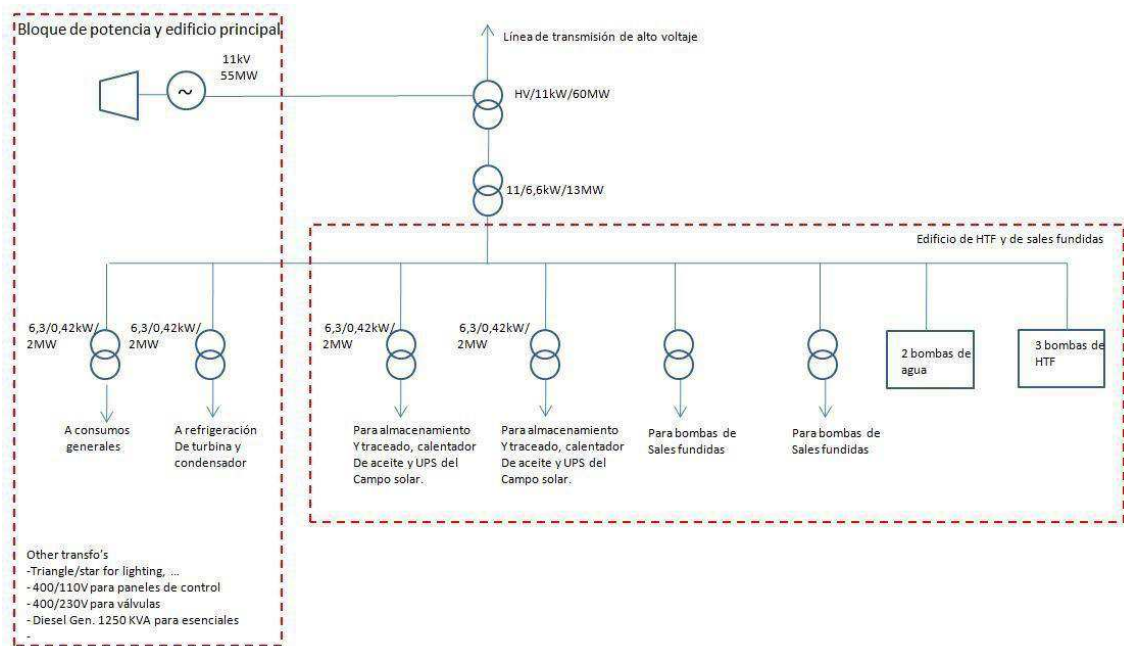 Bloque de potencia y edificio principal
11kV
55MW
Línea de transmisión de alto voltaje
HV/11kW/60MW
11/6,6kW/13MW
Edificio de HTF y de sales fundidas
6,3/0,42kW/
2MW
6,3/0,42kW/
2MW
6,3/0,42kW/
2MW
6,3/0,42kW/
2MW
2 bombas de
agua
3 bombas de
HTF
A consumos
generales
A refrigeración
De turbina y
condensador
Para almacenamiento
Y traceado, calentador
De aceite y UPS del
Campo solar.
Para almacenamiento
Y traceado, calentador
De aceite y UPS del
Campo solar.
Para bombas de
Sales fundidas
Para bombas de
Sales fundidas
Other transfo's
-Triangle/star for lighting, ...
- 400/110V para paneles de control
- 400/230V para válvulas
- Diesel Gen. 1250 KVA para esenciales
-